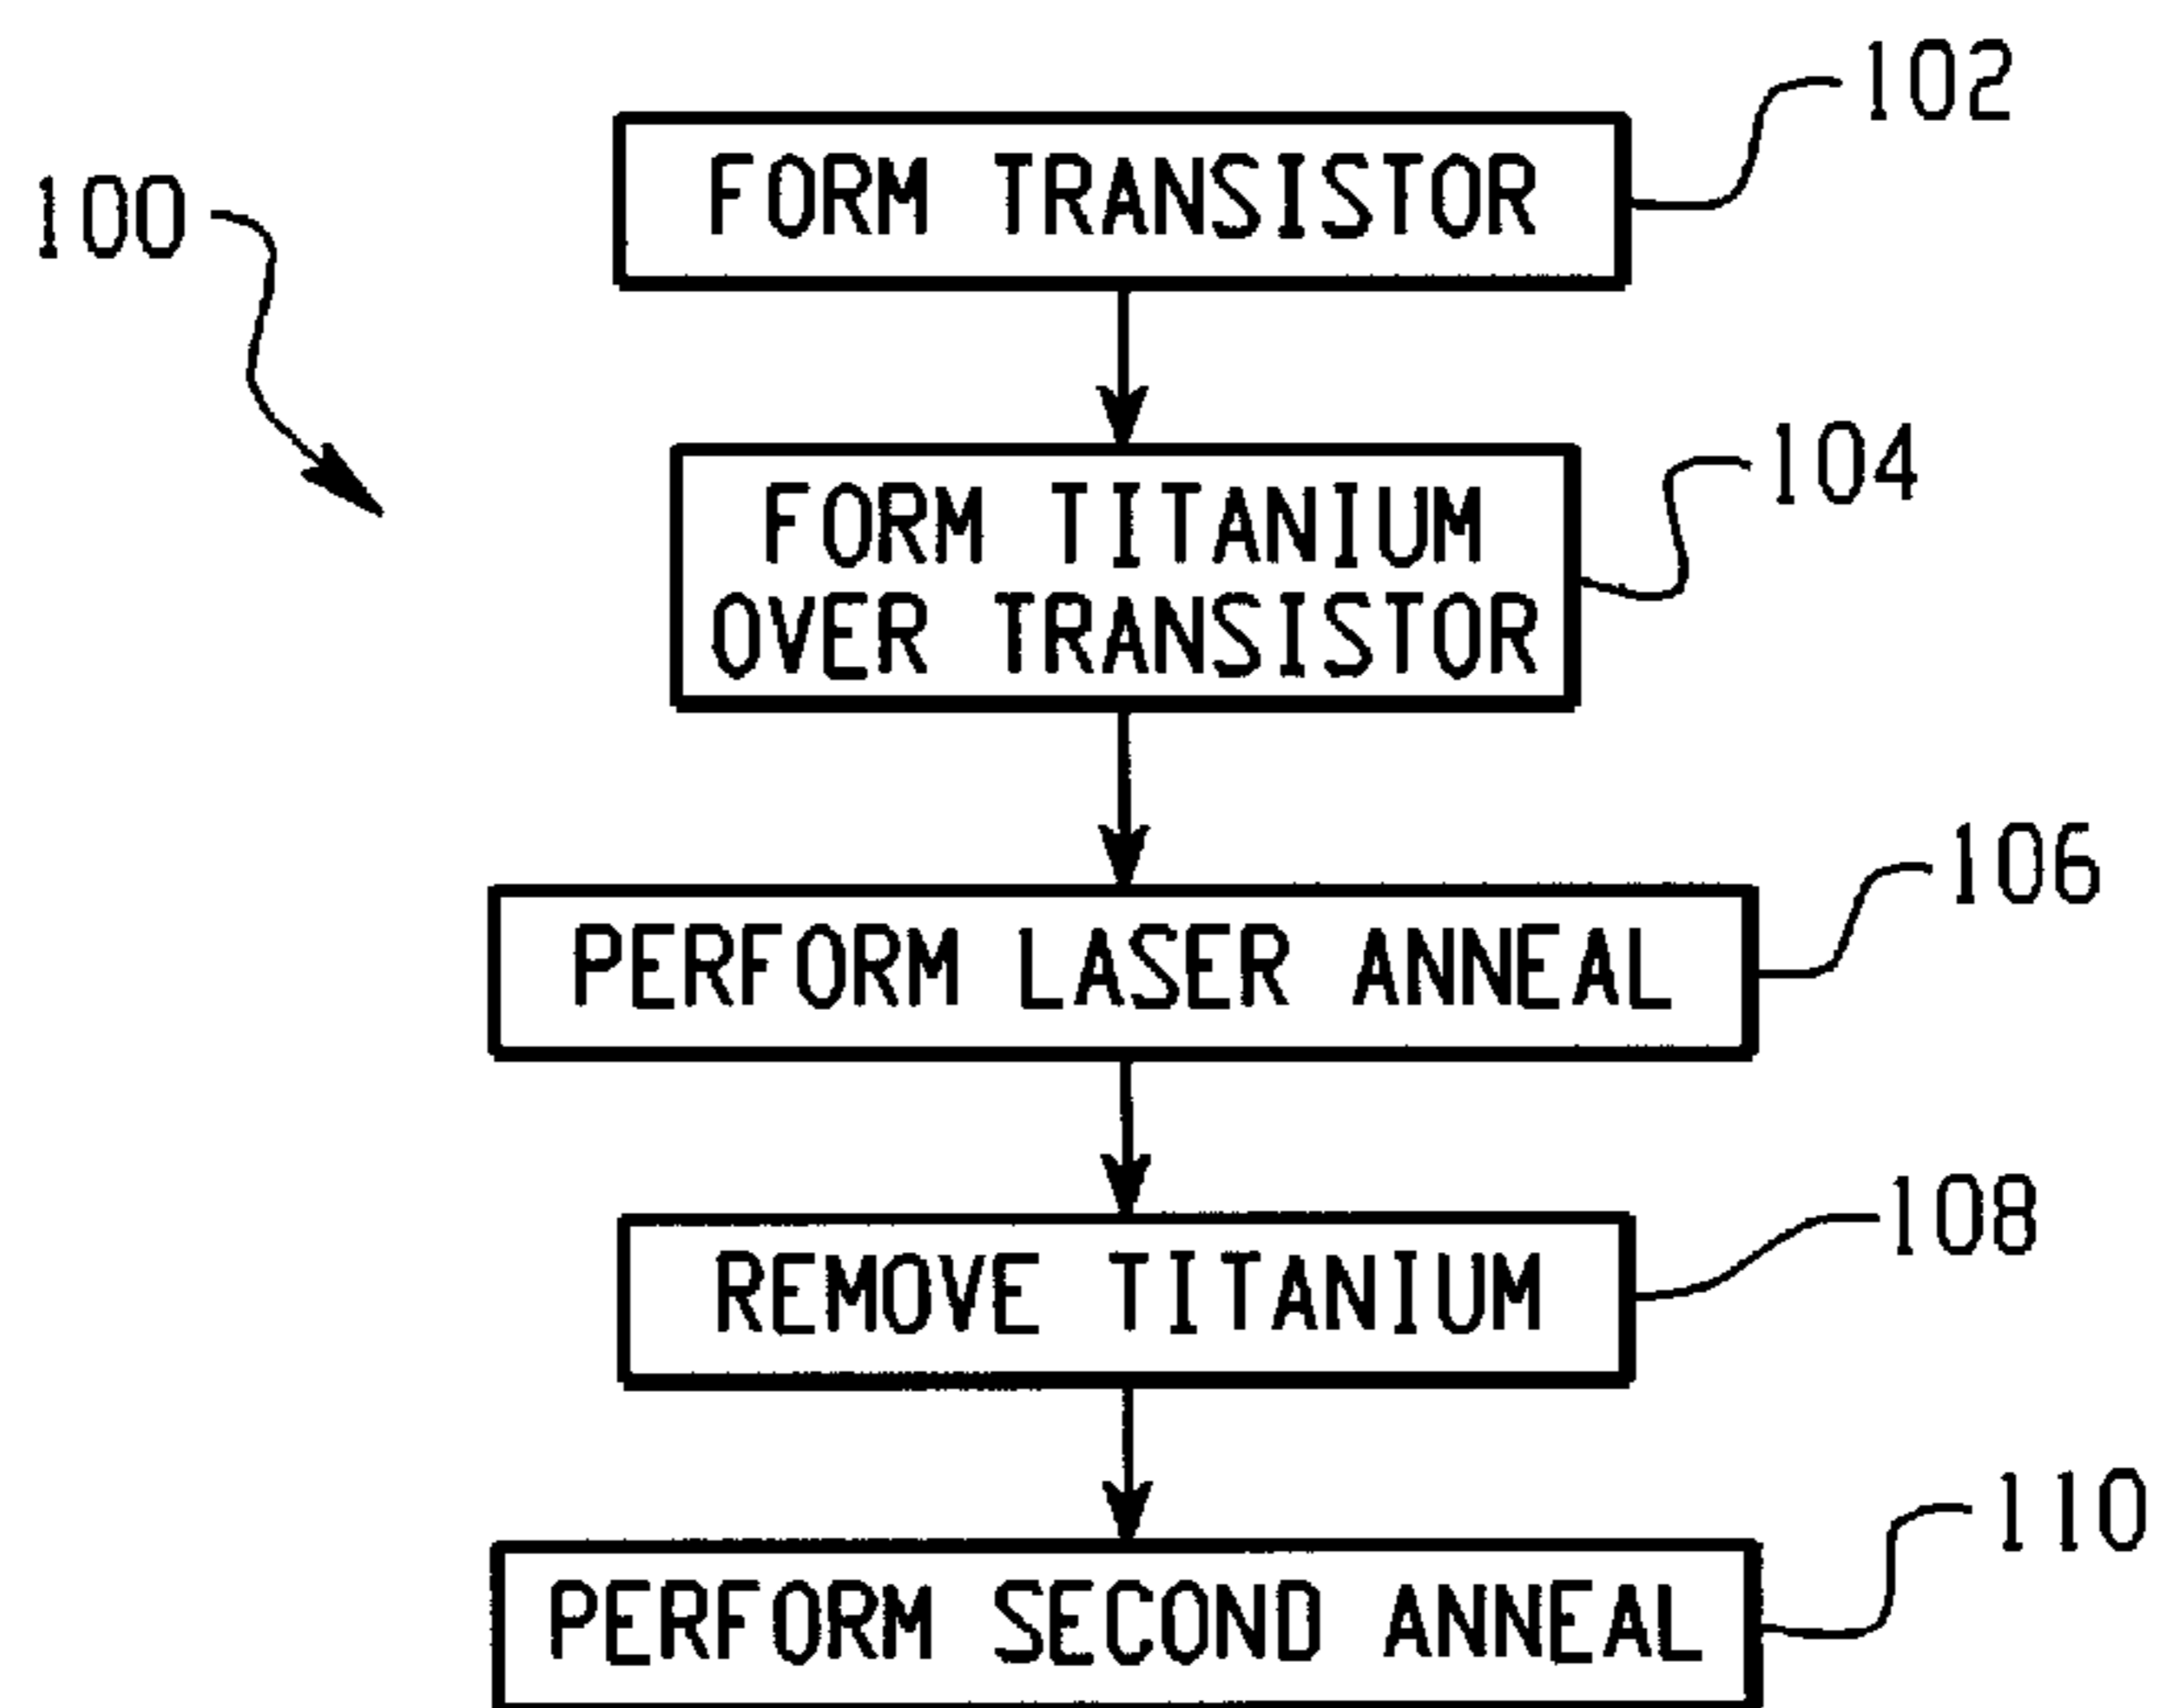 102
100
FORM TRANSISTOR
104
FORM TITANIUM
OVER TRANSISTOR
106
PERFORM LASER ANNEAL
108
REMOVE TITANIUM
110
PERFORM SECOND ANNEAL